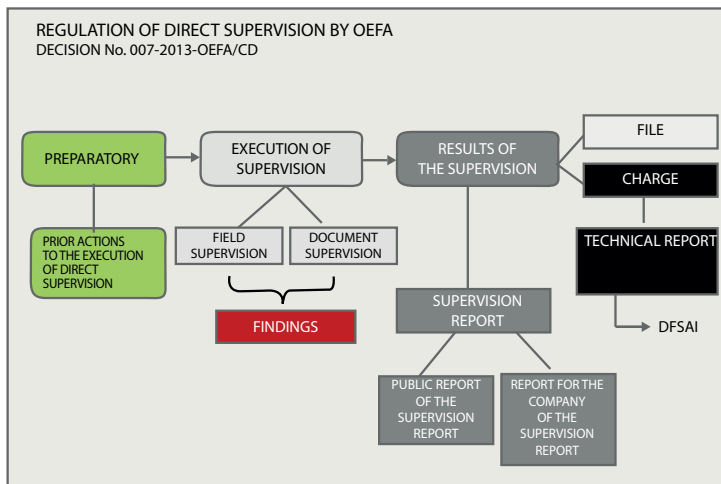 REGULATION OF DIRECT SUPERVISION BY OEFA
DECISION No. 007-2013-OEFA/CD
PREPARATORY
EXECUTION OF
SUPERVISION
RESULTS OF
THE SUPERVISION
FILE
CHARGE
PRIOR ACTIONS
TO THE EXECUTION
OF DIRECT
SUPERVISION
FIELD
SUPERVISION
DOCUMENT
SUPERVISION
TECHNICAL REPORT
FINDINGS
SUPERVISION
REPORT
DFSAI
PUBLIC REPORT
OF THE
SUPERVISION
REPORT
REPORT FOR THE
COMPANY
OF THE
SUPERVISION
REPORT